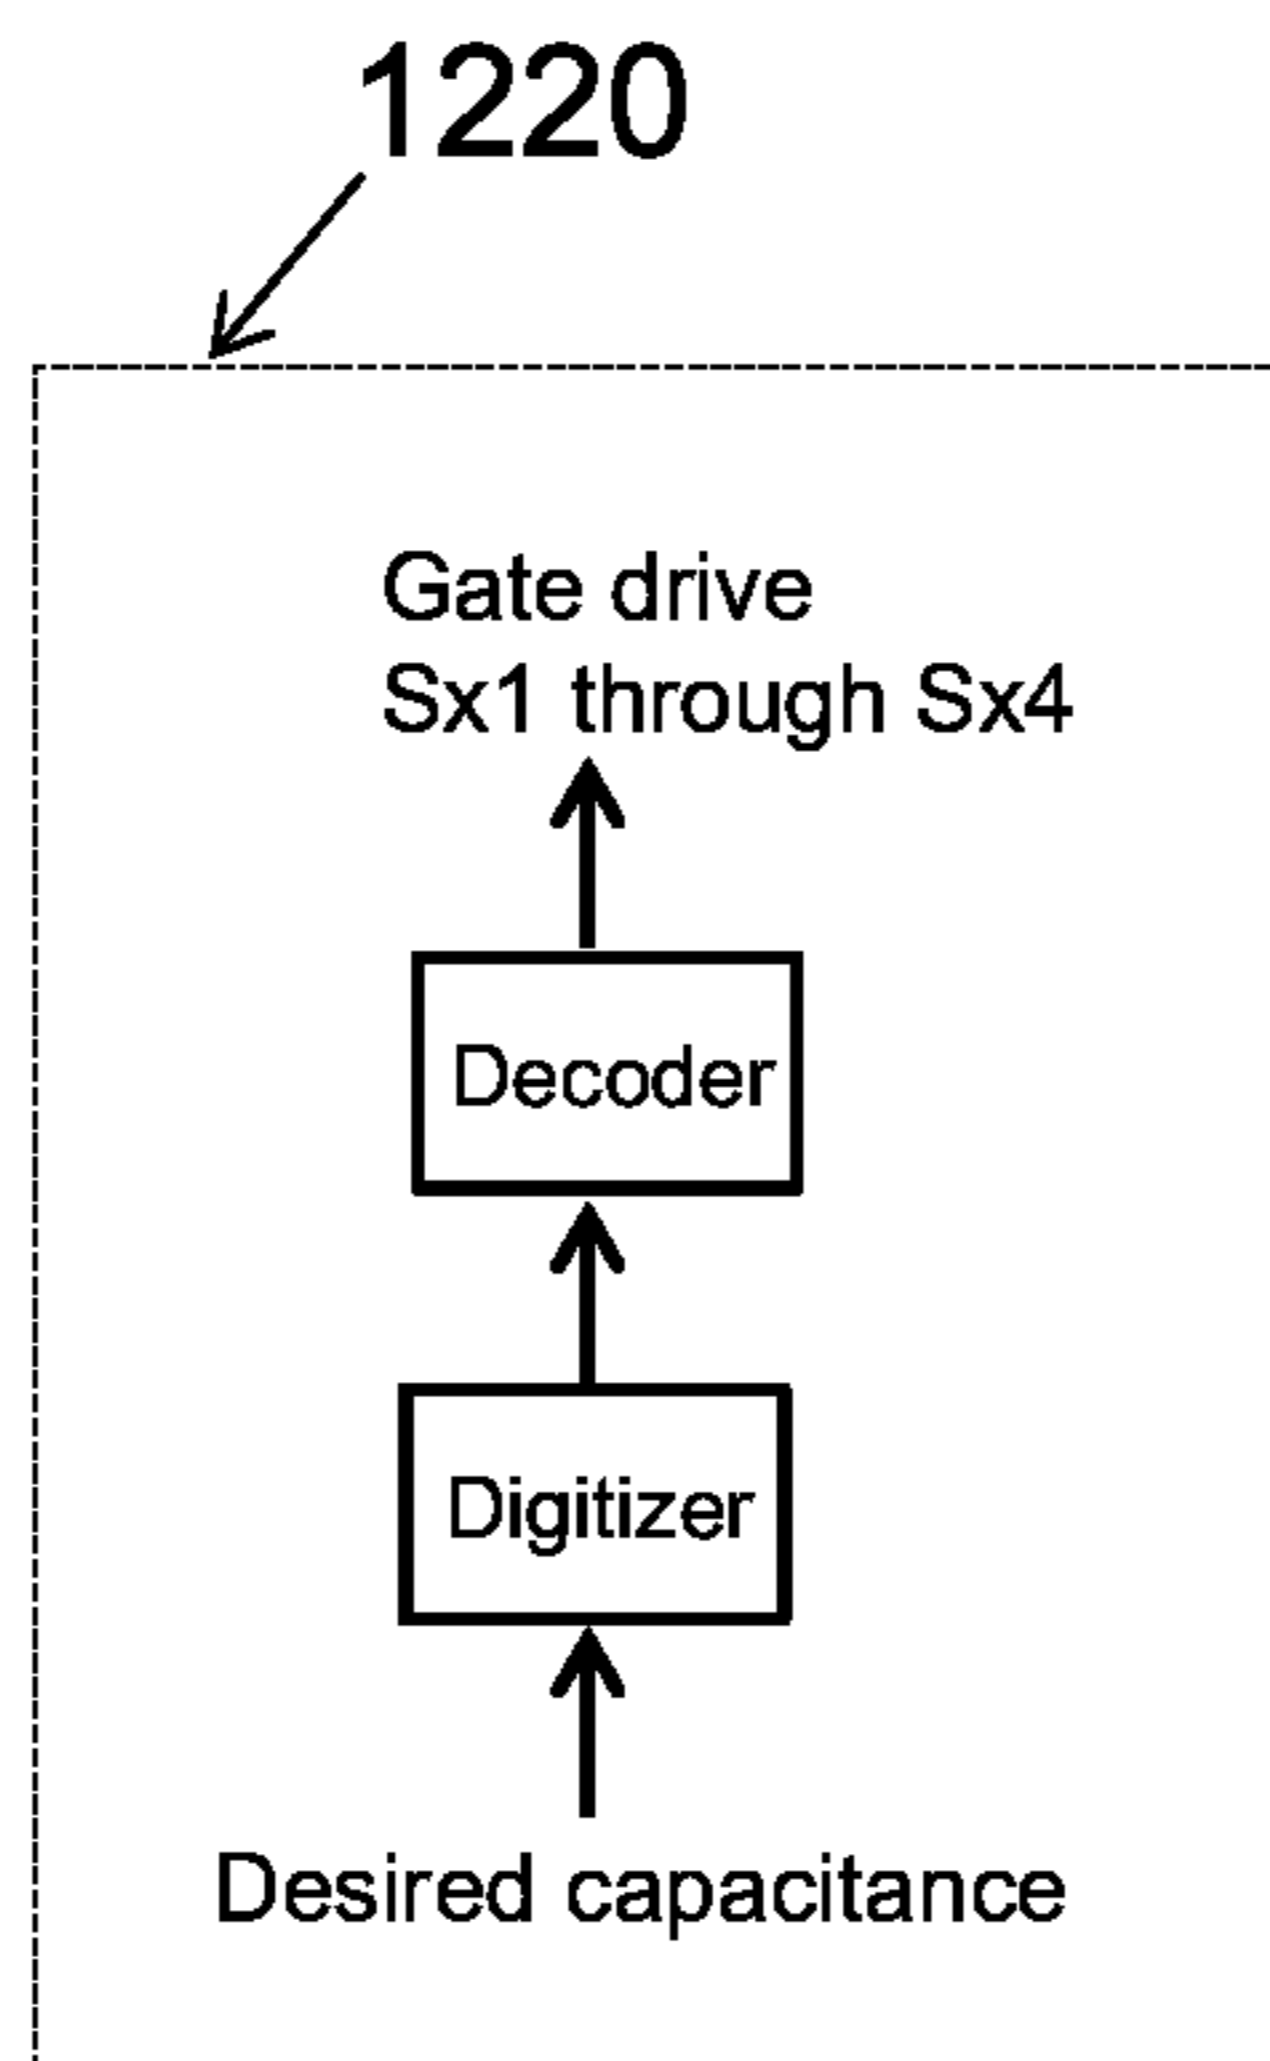 1220
Gate drive
Sx1 through Sx4
Decoder
Digitizer
Desired capacitance